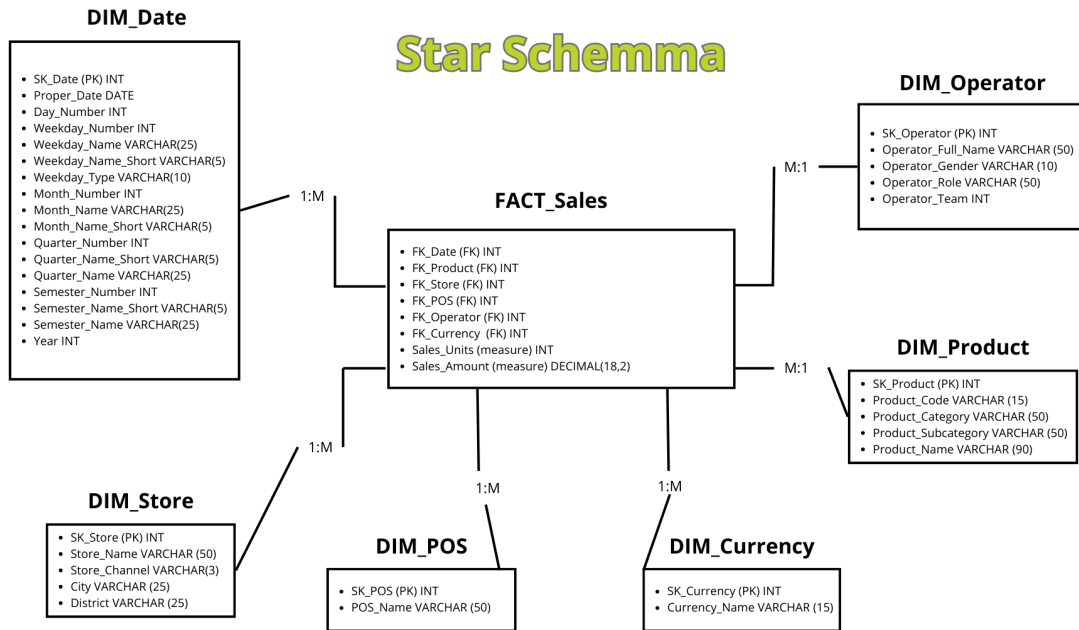 DIM_Date
• SK_Date (PK) INT
• Proper_Date DATE
• Day_Number INT
• Weekday_Number INT
• Weekday_Name VARCHAR(25)
• Weekday_Name_Short VARCHAR(5)
• Weekday_Type VARCHAR(10)
• Month_Number INT
• Month_Name VARCHAR(25)
• Month_Name_Short VARCHAR(5)
• Quarter_Number INT
• Quarter_Name_Short VARCHAR(5)
• Quarter_Name VARCHAR(25)
• Semester_Number INT
• Semester_Name_Short VARCHAR(5)
• Semester_Name VARCHAR(25)
• Year INT
Star Schemma
DIM_Operator
• SK_Operator (PK) INT
• Operator_Full_Name VARCHAR (50)
• Operator_Gender VARCHAR (10)
• Operator_Role VARCHAR (50)
• Operator_Team INT
1:M
M:1
FACT_Sales
• FK_Date (FK) INT
• FK_Product (FK) INT
• FK_Store (FK) INT
• FK_POS (FK) INT
• FK_Operator (FK) INT
• FK_Currency (FK) INT
• Sales_Units (measure) INT
• Sales_Amount (measure) DECIMAL(18,2)
M:1
DIM_Product
• SK_Product (PK) INT
• Product_Code VARCHAR (15)
• Product_Category VARCHAR (50)
• Product_Subcategory VARCHAR (50)
• Product_Name VARCHAR (90)
1:M
1:M
1:M
DIM_Store
• SK_Store (PK) INT
• Store_Name VARCHAR (50)
• Store_Channel VARCHAR(3)
• City VARCHAR (25)
• District VARCHAR (25)
DIM_POS
• SK_POS (PK) INT
• POS_Name VARCHAR (50)
DIM_Currency
• SK_Currency (PK) INT
• Currency_Name VARCHAR (15)